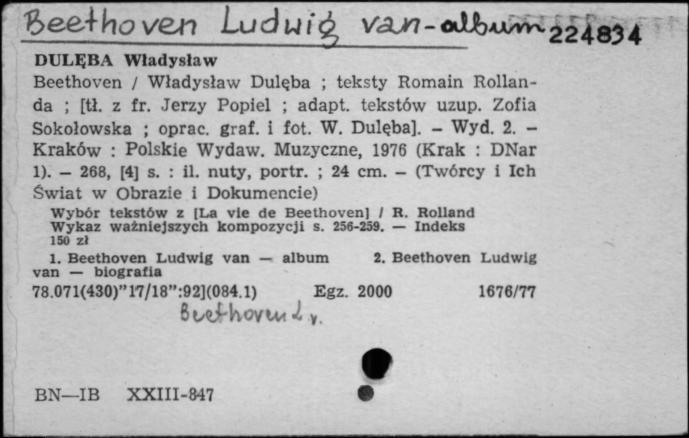 Beethoven Ludwig van-album 224834
DULĘBA Władysław
Beethoven / Władysław Dulęba ; teksty Romain Rollan-
da ; [tł. z fr. Jerzy Popiel ; adapt. tekstów uzup. Zofia
Sokołowska ; oprac. graf. i fot. W. Dulęba]. – Wyd. 2. –
Kraków : Polskie Wydaw. Muzyczne, 1976 (Krak : DNar
1). – 268, [4] s. : il. nuty, portr. ; 24 cm. – (Twórcy i Ich
Świat w Obrazie i Dokumencie)
Wybór tekstów z [La vie de Beethoven] / R. Rolland
Wykaz ważniejszych kompozycji s. 256-259. — Indeks
150 zł
1. Beethoven Ludwig van — album 2. Beethoven Ludwig
van — biografia
78.071(430)"17/18":92](084.1) Egz. 2000 1676/77
Beethoven L. v.
BN—IB XXIII-847